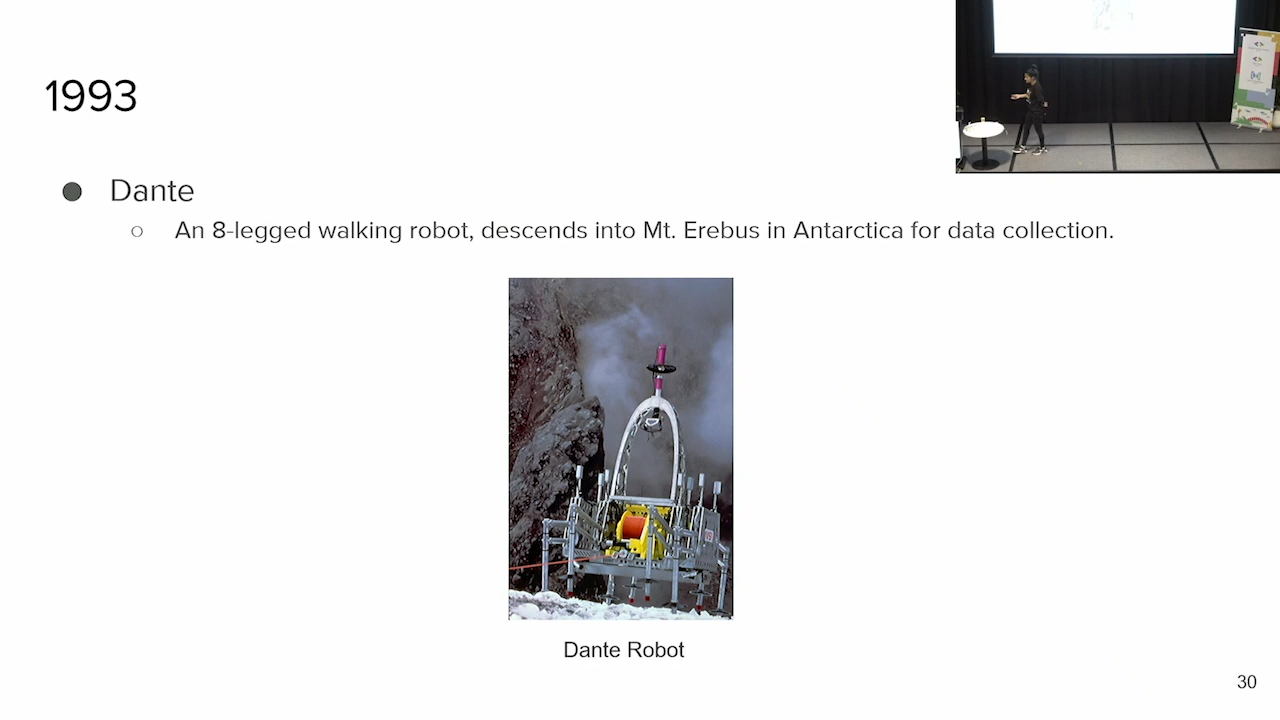 1993
● Dante
○ An 8-legged walking robot, descends into Mt. Erebus in Antarctica for data collection.
Dante Robot
30